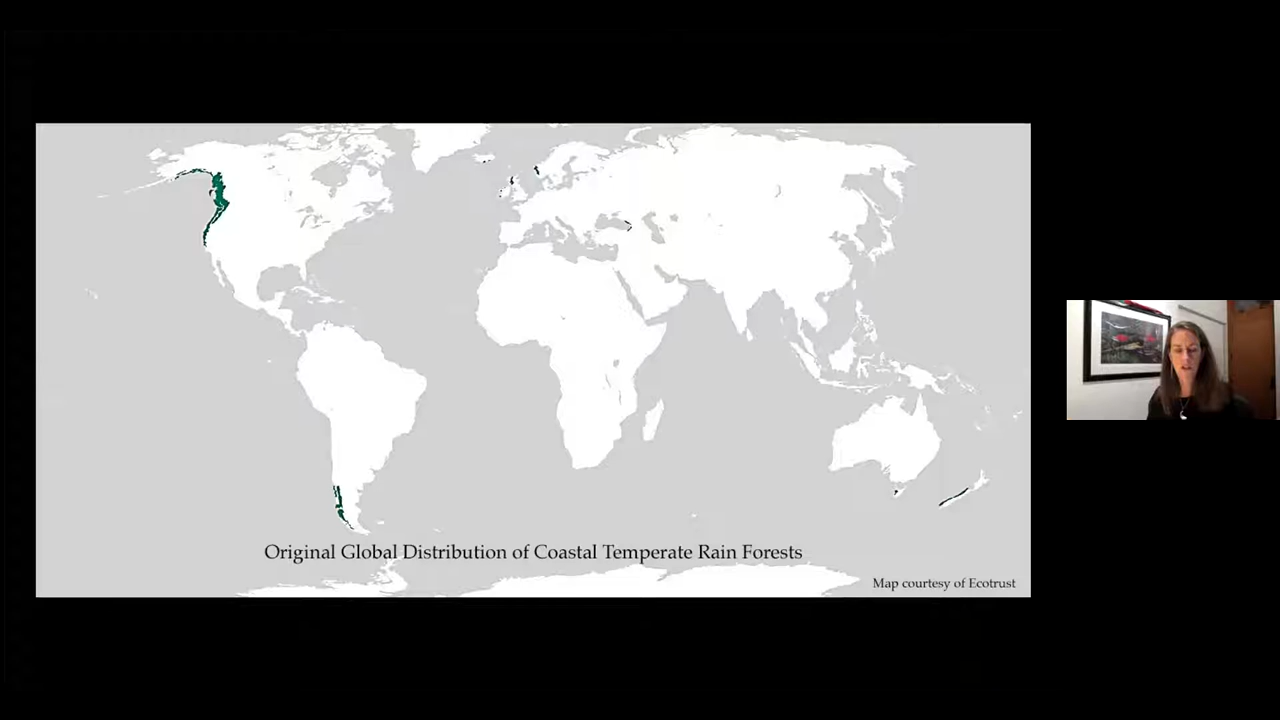 Original Global Distribution of Coastal Temperate Rain Forests
Map courtesy of Ecotrust